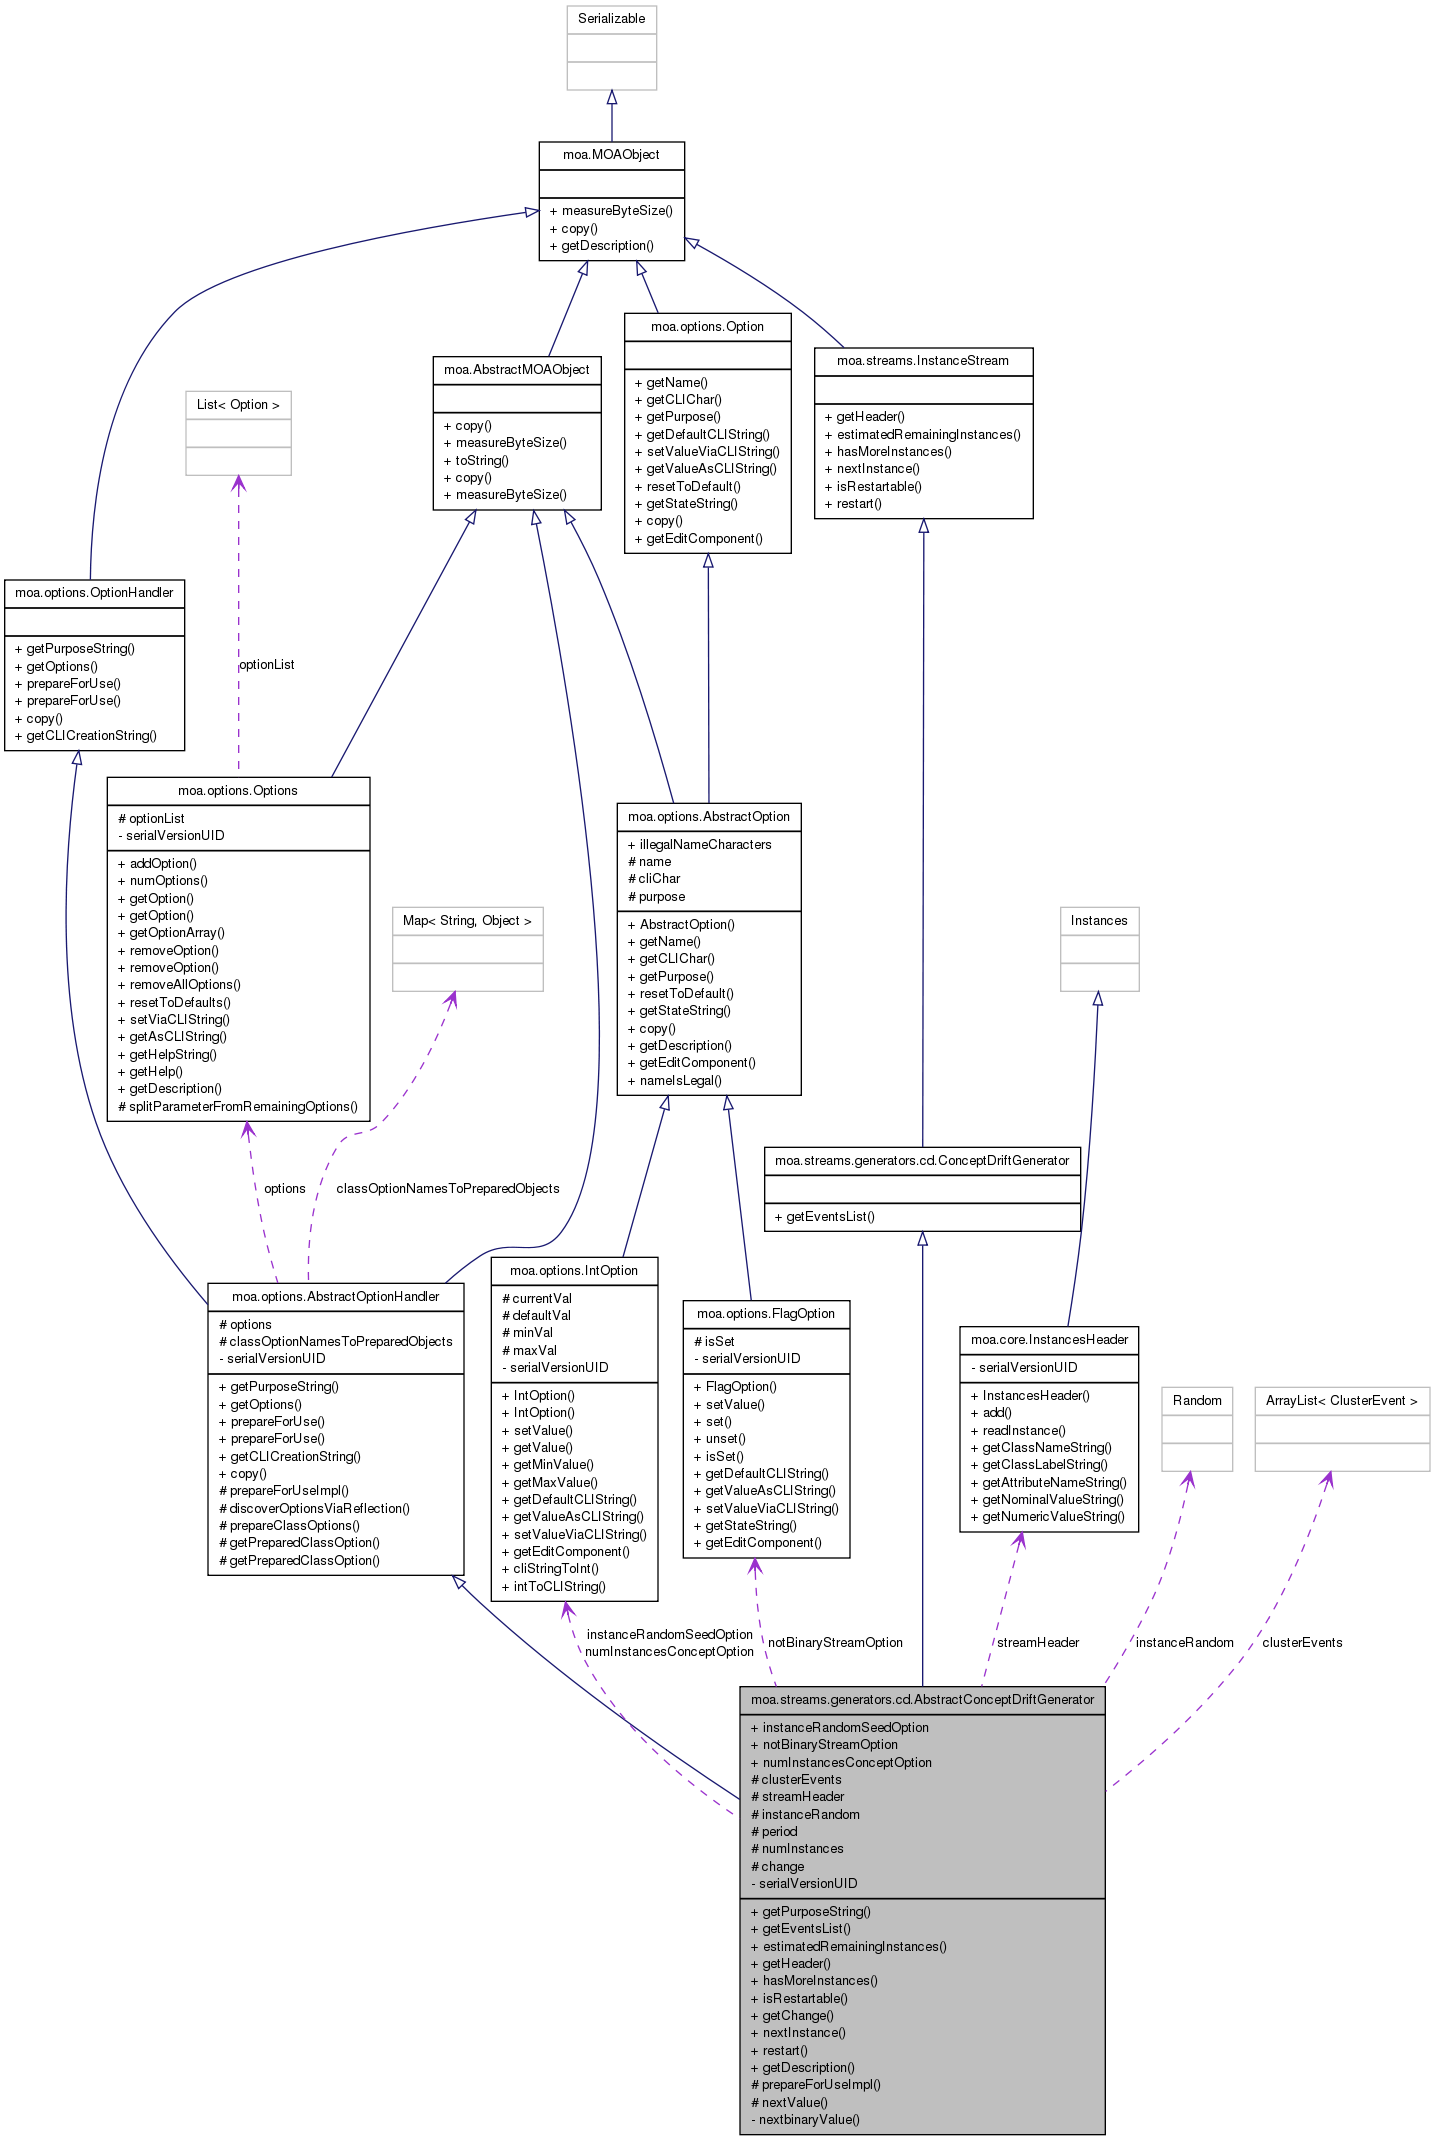 Serializable
moa.MOAObject
+ measureByteSize()
+ copy()
+ getDescription()
moa.options.Option
+ getName()
+ getCLIChar()
+ getPurpose()
+ getDefaultCLIString()
+ setValueViaCLIString()
+ getValueAsCLIString()
+ resetToDefault()
+ getStateString()
+ copy()
+ getEditComponent()
moa.streams.InstanceStream
+ getHeader()
+ estimatedRemainingInstances()
+ hasMoreInstances()
+ nextInstance()
+ isRestartable()
+ restart()
moa.AbstractMOAObject
+ copy()
+ measureByteSize()
+ toString()
+ copy()
+ measureByteSize()
List< Option >
moa.options.OptionHandler
+ getPurposeString()
+ getOptions()
+ prepareForUse()
+ prepareForUse()
+ copy()
+ getCLICreationString()
optionList
moa.options.Options
# optionList
- serialVersionUID
+ addOption()
+ numOptions()
+ getOption()
+ getOption()
+ getOptionArray()
+ removeOption()
+ removeOption()
+ removeAllOptions()
+ resetToDefaults()
+ setViaCLIString()
+ getAsCLIString()
+ getHelpString()
+ getHelp()
+ getDescription()
# splitParameterFromRemainingOptions()
Map< String, Object >
moa.options.AbstractOption
+ illegalNameCharacters
# name
# cliChar
# purpose
+ AbstractOption()
+ getName()
+ getCLIChar()
+ getPurpose()
+ resetToDefault()
+ getStateString()
+ copy()
+ getDescription()
+ getEditComponent()
+ nameIsLegal()
Instances
moa.streams.generators.cd.ConceptDriftGenerator
+ getEventsList()
options
classOptionNamesToPreparedObjects
moa.options.AbstractOptionHandler
# options
# classOptionNamesToPreparedObjects
- serialVersionUID
+ getPurposeString()
+ getOptions()
+ prepareForUse()
+ prepareForUse()
+ getCLICreationString()
+ copy()
# prepareForUseImpl()
# discoverOptionsViaReflection()
# prepareClassOptions()
# getPreparedClassOption()
# getPreparedClassOption()
moa.options.IntOption
# currentVal
# defaultVal
# minVal
# maxVal
- serialVersionUID
+ IntOption()
+ IntOption()
+ setValue()
+ getValue()
+ getMinValue()
+ getMaxValue()
+ getDefaultCLIString()
+ getValueAsCLIString()
+ setValueViaCLIString()
+ getEditComponent()
+ cliStringToInt()
+ intToCLIString()
moa.options.FlagOption
# isSet
- serialVersionUID
+ FlagOption()
+ setValue()
+ set()
+ unset()
+ isSet()
+ getDefaultCLIString()
+ getValueAsCLIString()
+ setValueViaCLIString()
+ getStateString()
+ getEditComponent()
moa.core.InstancesHeader
- serialVersionUID
+ InstancesHeader()
+ add()
+ readInstance()
+ getClassNameString()
+ getClassLabelString()
+ getAttributeNameString()
+ getNominalValueString()
+ getNumericValueString()
Random
ArrayList< ClusterEvent >
instanceRandomSeedOption
numInstancesConceptOption
notBinaryStreamOption
streamHeader
instanceRandom
clusterEvents
moa.streams.generators.cd.AbstractConceptDriftGenerator
+ instanceRandomSeedOption
+ notBinaryStreamOption
+ numInstancesConceptOption
# clusterEvents
# streamHeader
# instanceRandom
# period
# numInstances
# change
- serialVersionUID
+ getPurposeString()
+ getEventsList()
+ estimatedRemainingInstances()
+ getHeader()
+ hasMoreInstances()
+ isRestartable()
+ getChange()
+ nextInstance()
+ restart()
+ getDescription()
# prepareForUseImpl()
# nextValue()
- nextbinaryValue()